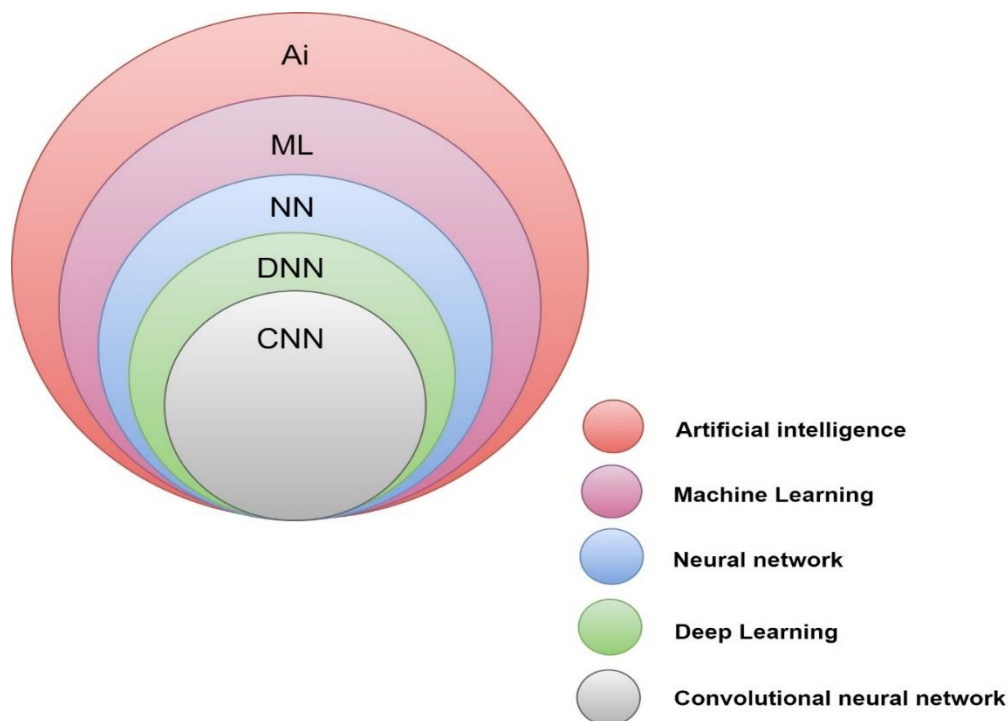 Ai
ML
NN
DNN
CNN
Artificial intelligence
Machine Learning
Neural network
Deep Learning
Convolutional neural network